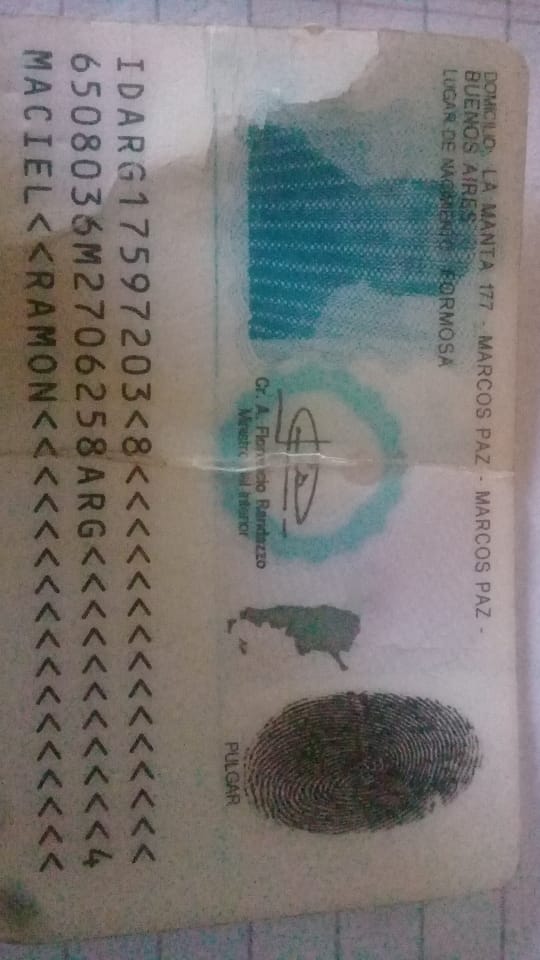 DOMICILIO: LA MANTA 177 - MARCOS PAZ - MARCOS PAZ -
BUENOS AIRES
LUGAR DE NACIMIENTO: FORMOSA
Cr. A. Florencio Randazzo
Ministro del Interior
PULGAR
IDARG17597203<8<<<<<<<<<<<<<<<
6508036M2706258ARG<<<<<<<<<<<4
MACIEL<<RAMON<<<<<<<<<<<<<<<<<